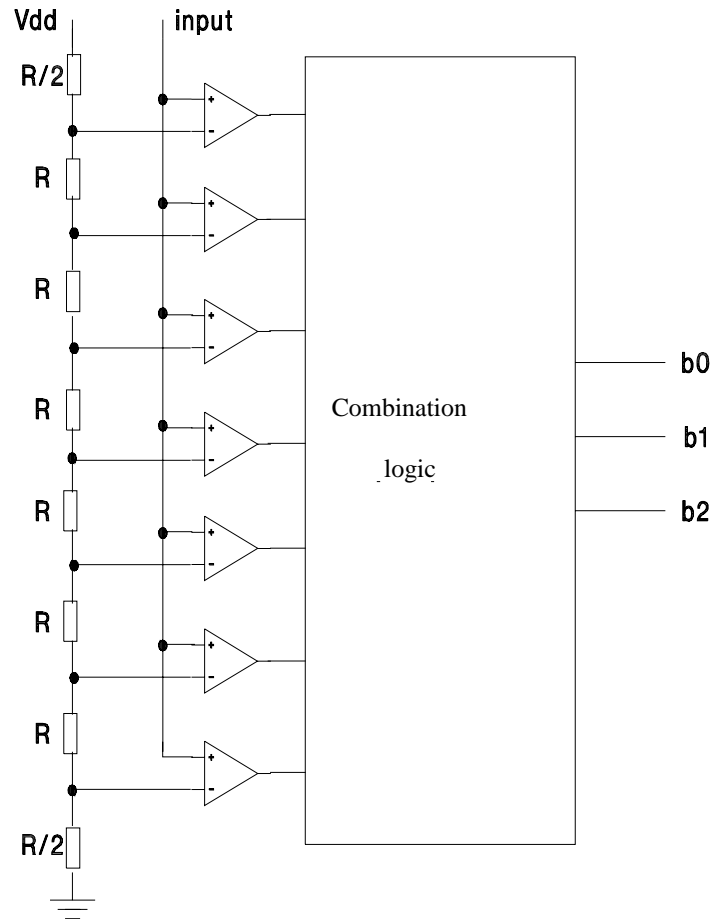 Vdd
input
R/2
+
-
R
+
-
R
+
-
R
+
-
R
+
-
R
+
-
R
+
-
R/2
Combination
logic
b0
b1
b2